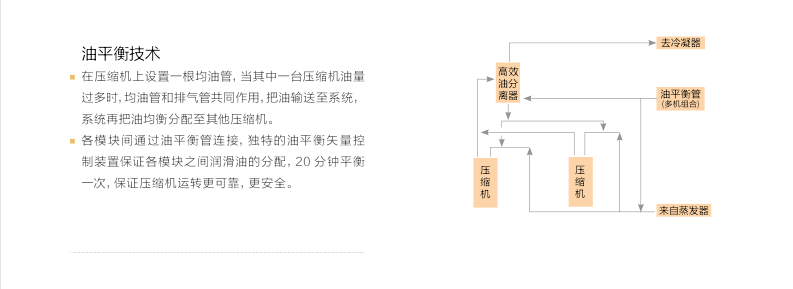 油平衡技术
在压缩机上设置一根均油管，当其中一台压缩机油量
过多时，均油管和排气管共同作用，把油输送至系统，
系统再把油均衡分配至其他压缩机。
各模块间通过油平衡管连接，独特的油平衡矢量控
制装置保证各模块之间润滑油的分配，20 分钟平衡
一次，保证压缩机运转更可靠，更安全。
去冷凝器
高效
油分
离器
油平衡管
(多机组合)
压
缩
机
压
缩
机
来自蒸发器